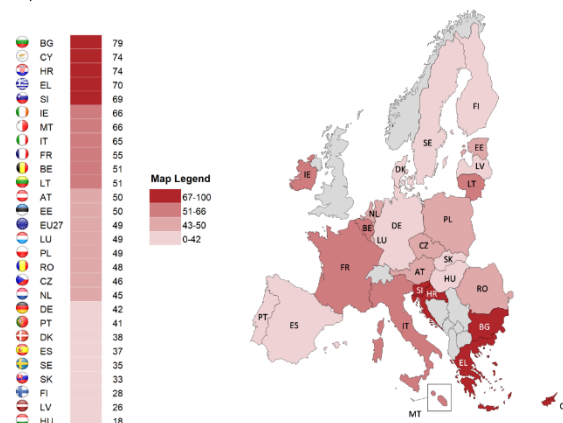 BG 79
CY 74
HR 74
EL 70
SI 69
IE 66
MT 66
IT 65
FR 55
BE 51
LT 51
AT 50
EE 50
EU27 49
LU 49
PL 49
RO 48
CZ 46
NL 45
DE 42
PT 41
DK 38
ES 37
SE 35
SK 33
FI 28
LV 26
HU 18
Map Legend
67-100
51-66
43-50
0-42
FI
SE
EE
LV
DK
LT
IE
NL
PL
DE
BE
LU
CZ
SK
FR
AT
HU
RO
SI
HR
PT
ES
IT
BG
EL
MT
C